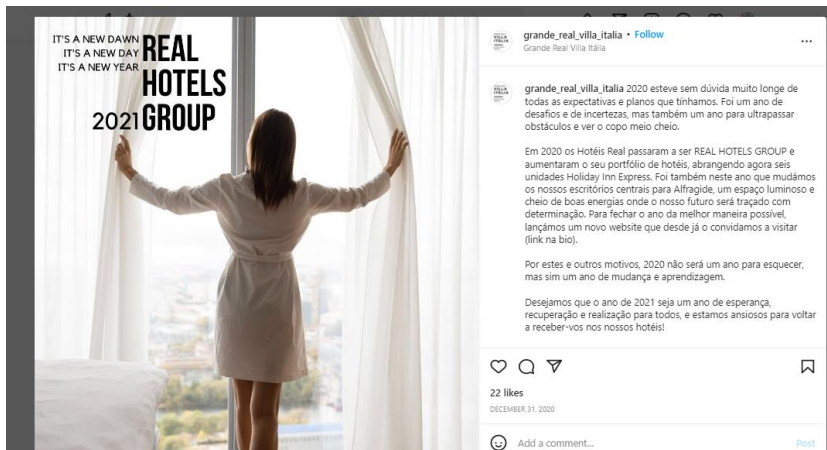 IT'S A NEW DAWN
IT'S A NEW DAY
IT'S A NEW YEAR
REAL
HOTELS
2021 GROUP
grande_real_villa_italia • Follow
Grande Real Villa Itália
grande_real_villa_italia 2020 esteve sem dúvida muito longe de
todas as expectativas e planos que tínhamos. Foi um ano de
desafios e de incertezas, mas também um ano para ultrapassar
obstáculos e ver o copo meio cheio.
Em 2020 os Hotéis Real passaram a ser REAL HOTELS GROUP e
aumentaram o seu portfólio de hotéis, abrangendo agora seis
unidades Holiday Inn Express. Foi também neste ano que mudámos
os nossos escritórios centrais para Alfragide, um espaço luminoso e
cheio de boas energias onde o nosso futuro será traçado com
determinação. Para fechar o ano da melhor maneira possível,
lançámos um novo website que desde já o convidamos a visitar
(link na bio).
Por estes e outros motivos, 2020 não será um ano para esquecer,
mas sim um ano de mudança e aprendizagem.
Desejamos que o ano de 2021 seja um ano de esperança,
recuperação e realização para todos, e estamos ansiosos para voltar
a receber-vos nos nossos hotéis!
22 likes
DECEMBER 31, 2020
Add a comment...
Post